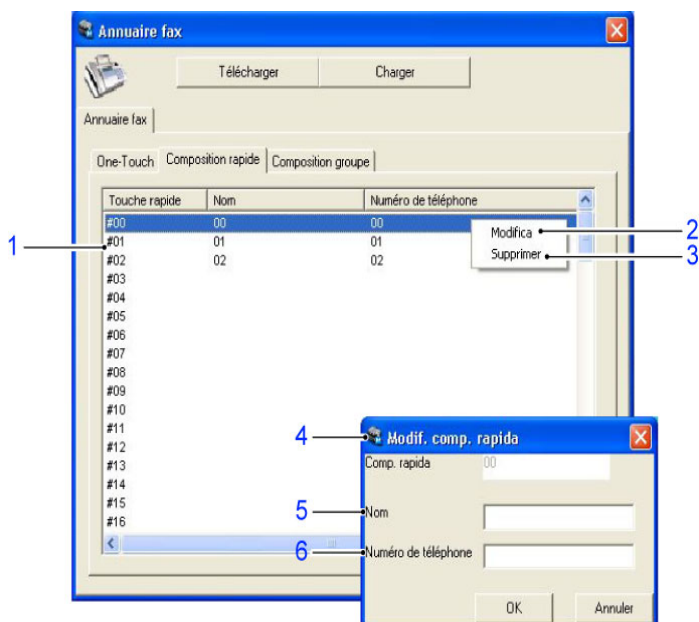 Annuaire fax
Télécharger Charger
Annuaire fax
One-Touch Composition rapide Composition groupe
Touche rapide Nom Numéro de téléphone
#00 00 00
Modifica 2
1 #01 01 01
Supprimer 3
#02 02 02
#03
#04
#05
#06
#07
#08
#09
#10
#11
#12
#13
#14
#15
#16
4 Modif. comp. rapida
Comp. rapida 00
5 Nom
6 Numéro de téléphone
OK Annuler